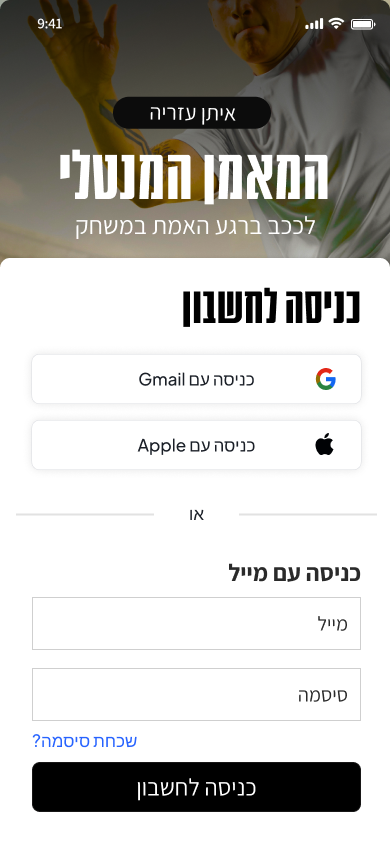 9:41
איתן עזריה
המאמן המנטלי
לככב ברגע האמת במשחק
כניסה לחשבון
כניסה עם Gmail
כניסה עם Apple
או
כניסה עם מייל
מייל
סיסמה
שכחת סיסמה?
כניסה לחשבון